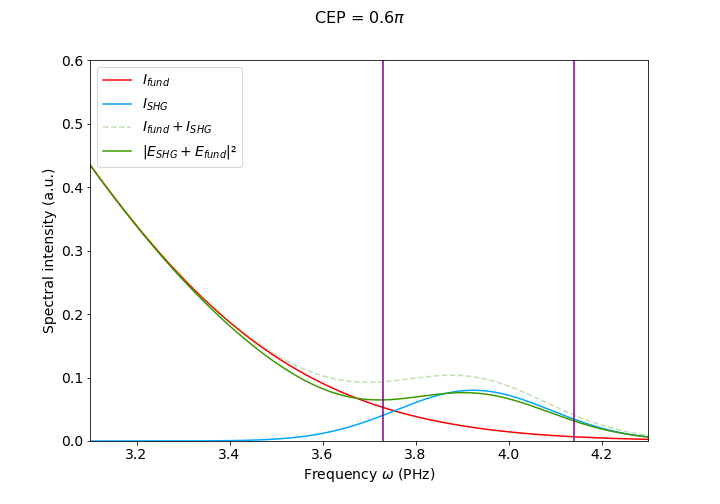 CEP = 0.6π
0.6
0.5
0.4
0.3
0.2
0.1
0.0
Spectral intensity (a.u.)
I_fund
I_SHG
I_fund + I_SHG
|E_SHG + E_fund|²
3.2 3.4 3.6 3.8 4.0 4.2
Frequency ω (PHz)